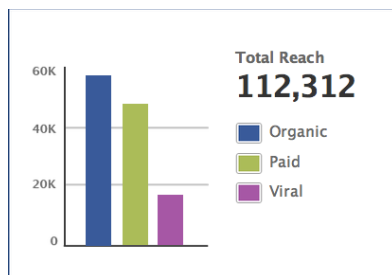 Total Reach
112,312
60K
40K
20K
0
Organic
Paid
Viral